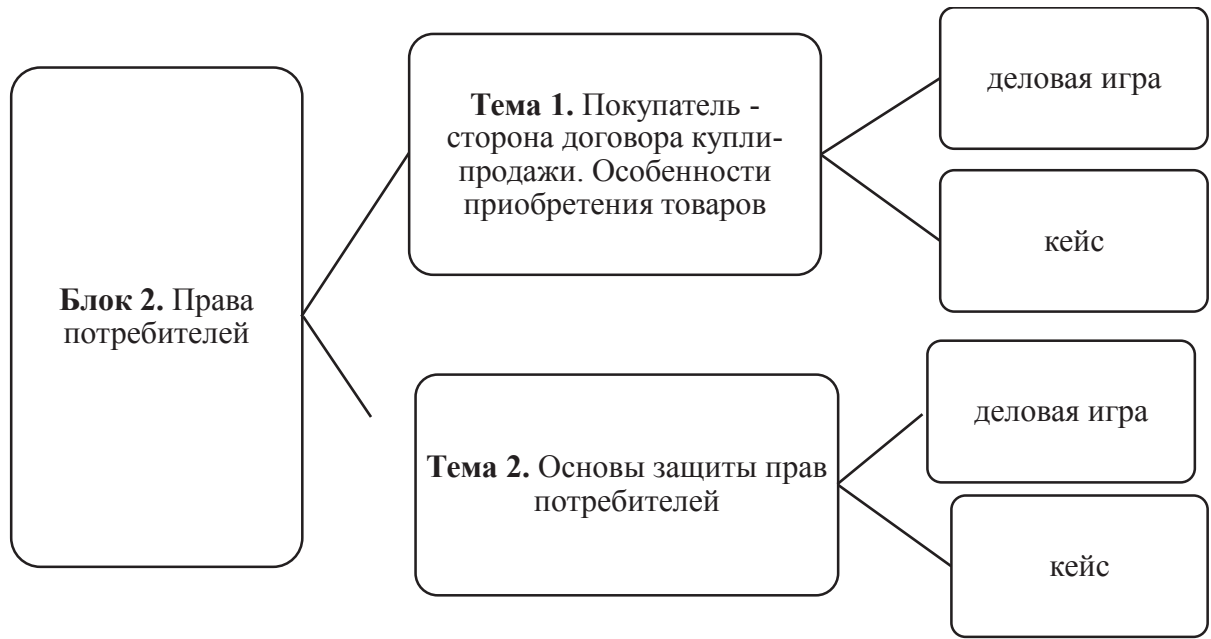 Блок 2. Права
потребителей
Тема 1. Покупатель -
сторона договора купли-
продажи. Особенности
приобретения товаров
деловая игра
кейс
Тема 2. Основы защиты прав
потребителей
деловая игра
кейс